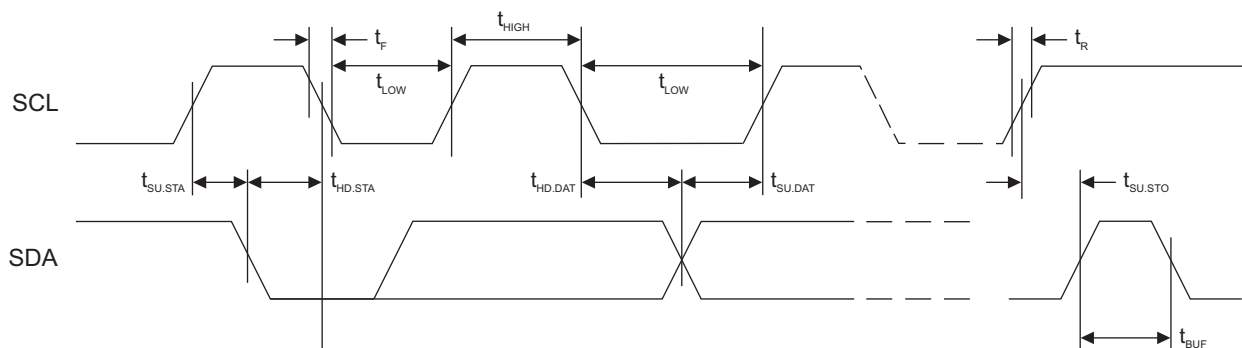 t_HIGH
t_F
t_R
t_LOW
t_LOW
SCL
t_SU.STA
t_HD.STA
t_HD.DAT
t_SU.DAT
t_SU.STO
SDA
t_BUF